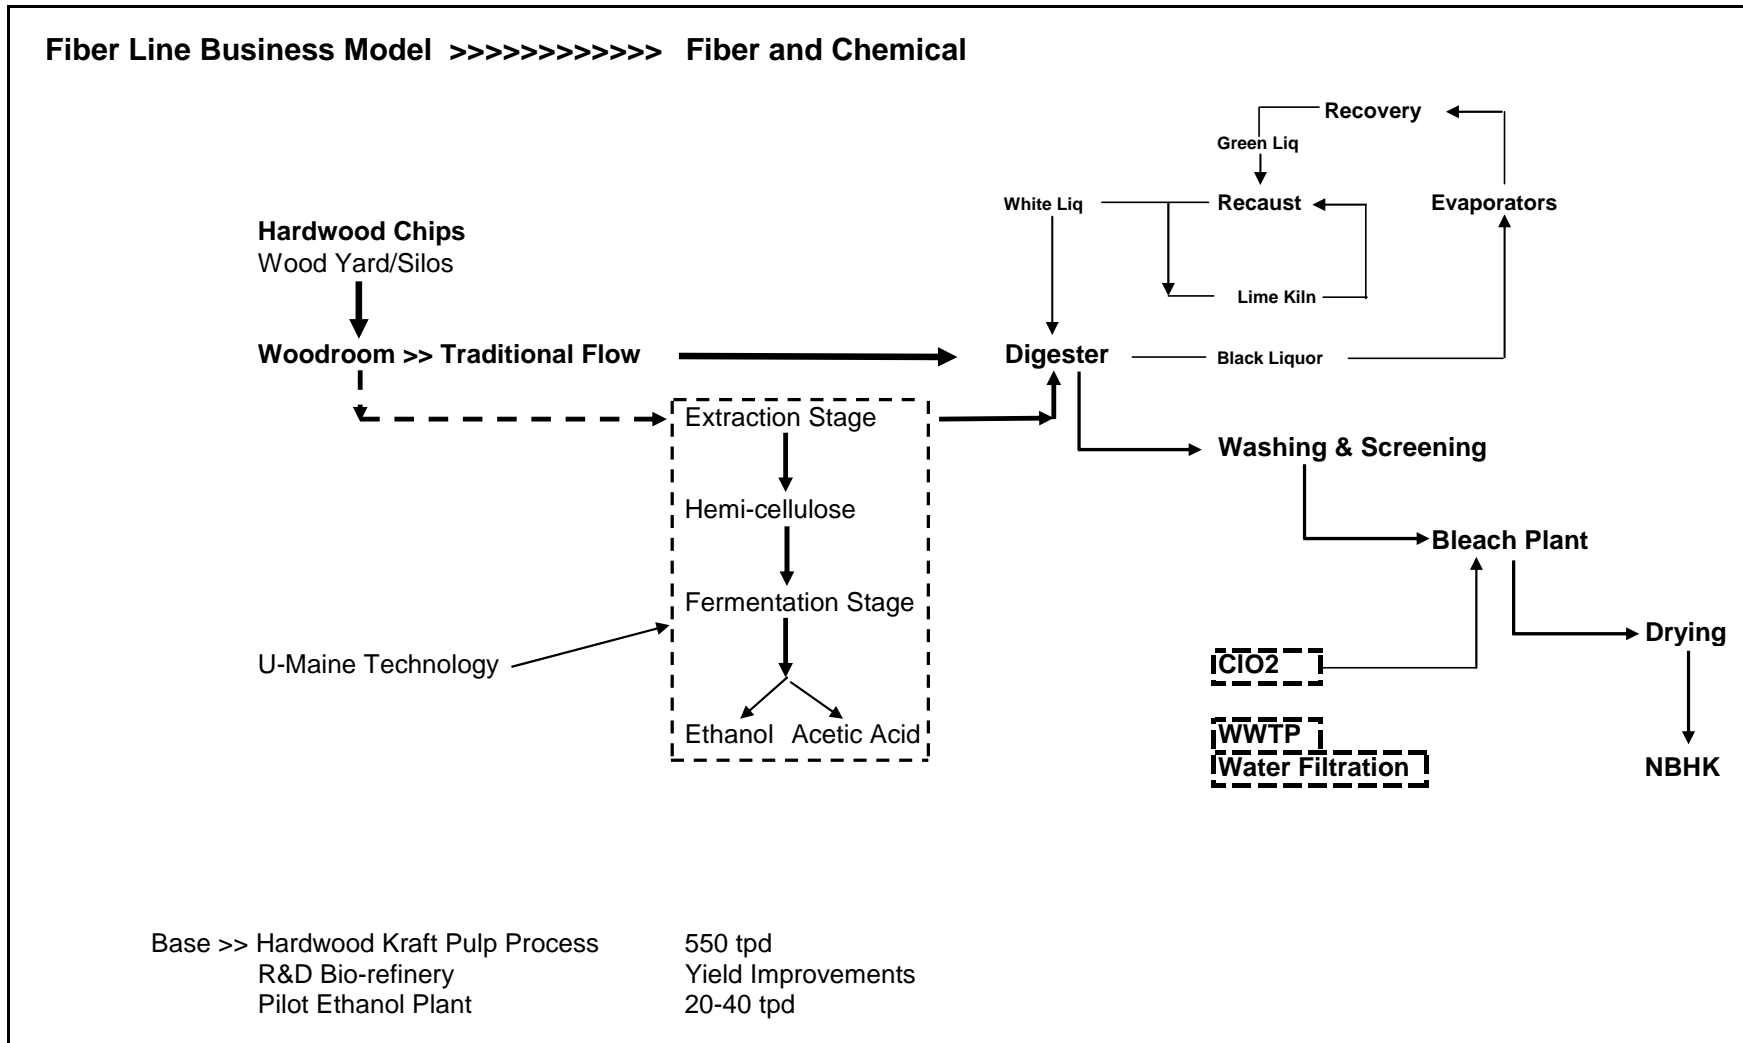 Fiber Line Business Model >>>>>>>>>>>> Fiber and Chemical
Recovery
Green Liq
White Liq
Recaust
Evaporators
Hardwood Chips
Wood Yard/Silos
Lime Kiln
Woodroom >> Traditional Flow
Digester
Black Liquor
Extraction Stage
Washing & Screening
Hemi-cellulose
Bleach Plant
Fermentation Stage
Drying
U-Maine Technology
ClO2
Ethanol Acetic Acid
WWTP
Water Filtration
NBHK
Base >> Hardwood Kraft Pulp Process 550 tpd
R&D Bio-refinery Yield Improvements
Pilot Ethanol Plant 20-40 tpd